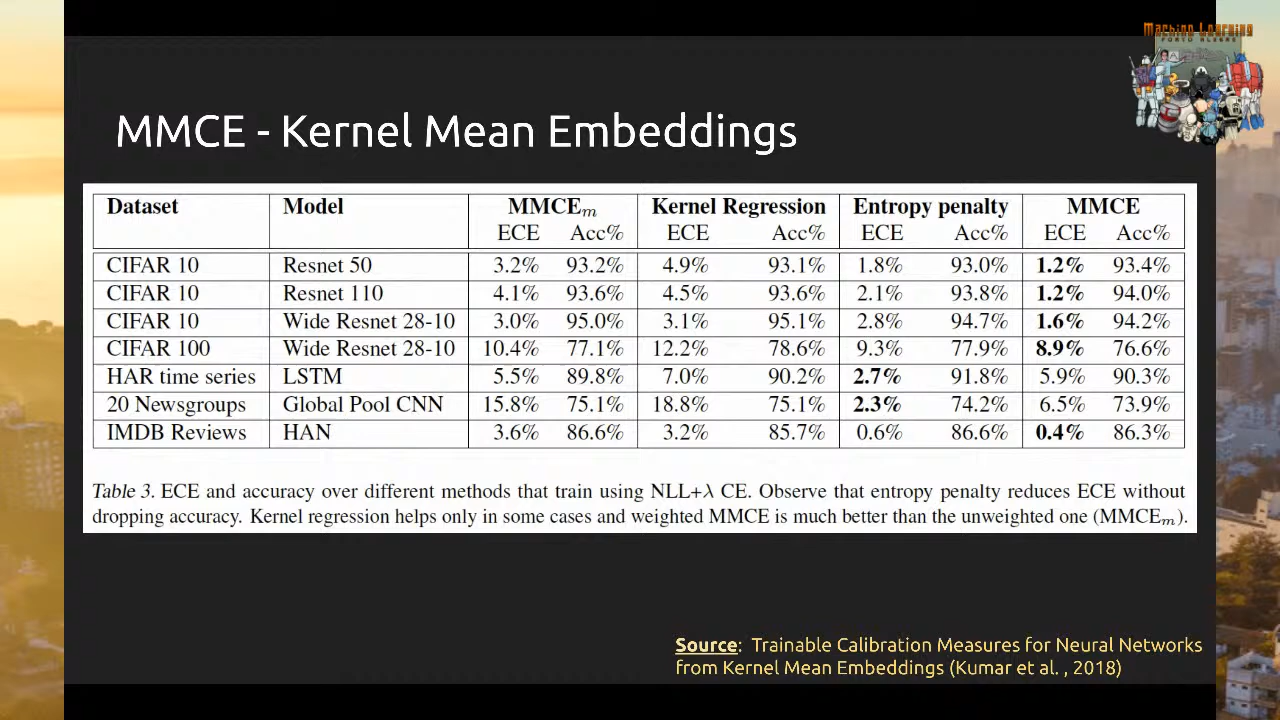 Machine Learning
PORTO ALEGRE
MMCE - Kernel Mean Embeddings
Dataset Model MMCEm Kernel Regression Entropy penalty MMCE
ECE Acc% ECE Acc% ECE Acc% ECE Acc%
CIFAR 10 Resnet 50 3.2% 93.2% 4.9% 93.1% 1.8% 93.0% 1.2% 93.4%
CIFAR 10 Resnet 110 4.1% 93.6% 4.5% 93.6% 2.1% 93.8% 1.2% 94.0%
CIFAR 10 Wide Resnet 28-10 3.0% 95.0% 3.1% 95.1% 2.8% 94.7% 1.6% 94.2%
CIFAR 100 Wide Resnet 28-10 10.4% 77.1% 12.2% 78.6% 9.3% 77.9% 8.9% 76.6%
HAR time series LSTM 5.5% 89.8% 7.0% 90.2% 2.7% 91.8% 5.9% 90.3%
20 Newsgroups Global Pool CNN 15.8% 75.1% 18.8% 75.1% 2.3% 74.2% 6.5% 73.9%
IMDB Reviews HAN 3.6% 86.6% 3.2% 85.7% 0.6% 86.6% 0.4% 86.3%
Table 3. ECE and accuracy over different methods that train using NLL+λ CE. Observe that entropy penalty reduces ECE without
dropping accuracy. Kernel regression helps only in some cases and weighted MMCE is much better than the unweighted one (MMCEm).
Source: Trainable Calibration Measures for Neural Networks
from Kernel Mean Embeddings (Kumar et al. , 2018)